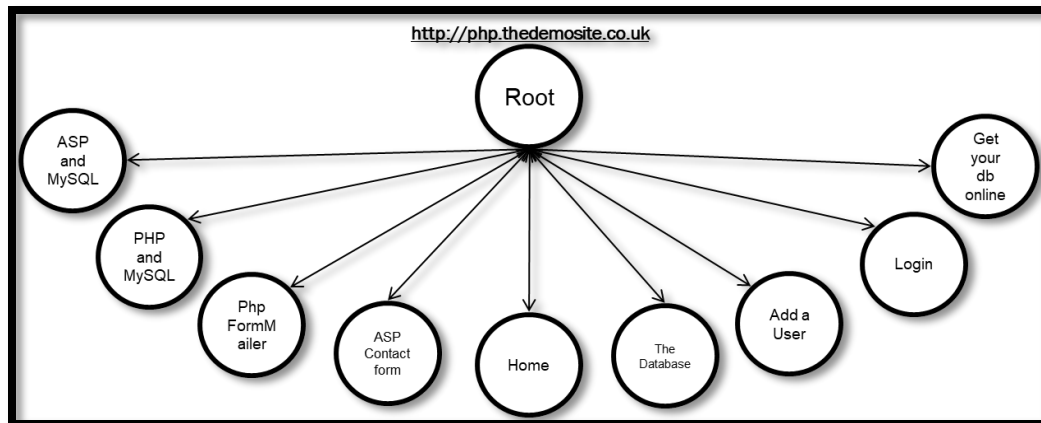 http://php.thedemosite.co.uk
Root
ASP
and
MySQL
PHP
and
MySQL
Php
FormM
ailer
ASP
Contact
form
Home
The
Database
Add a
User
Login
Get
your
db
online